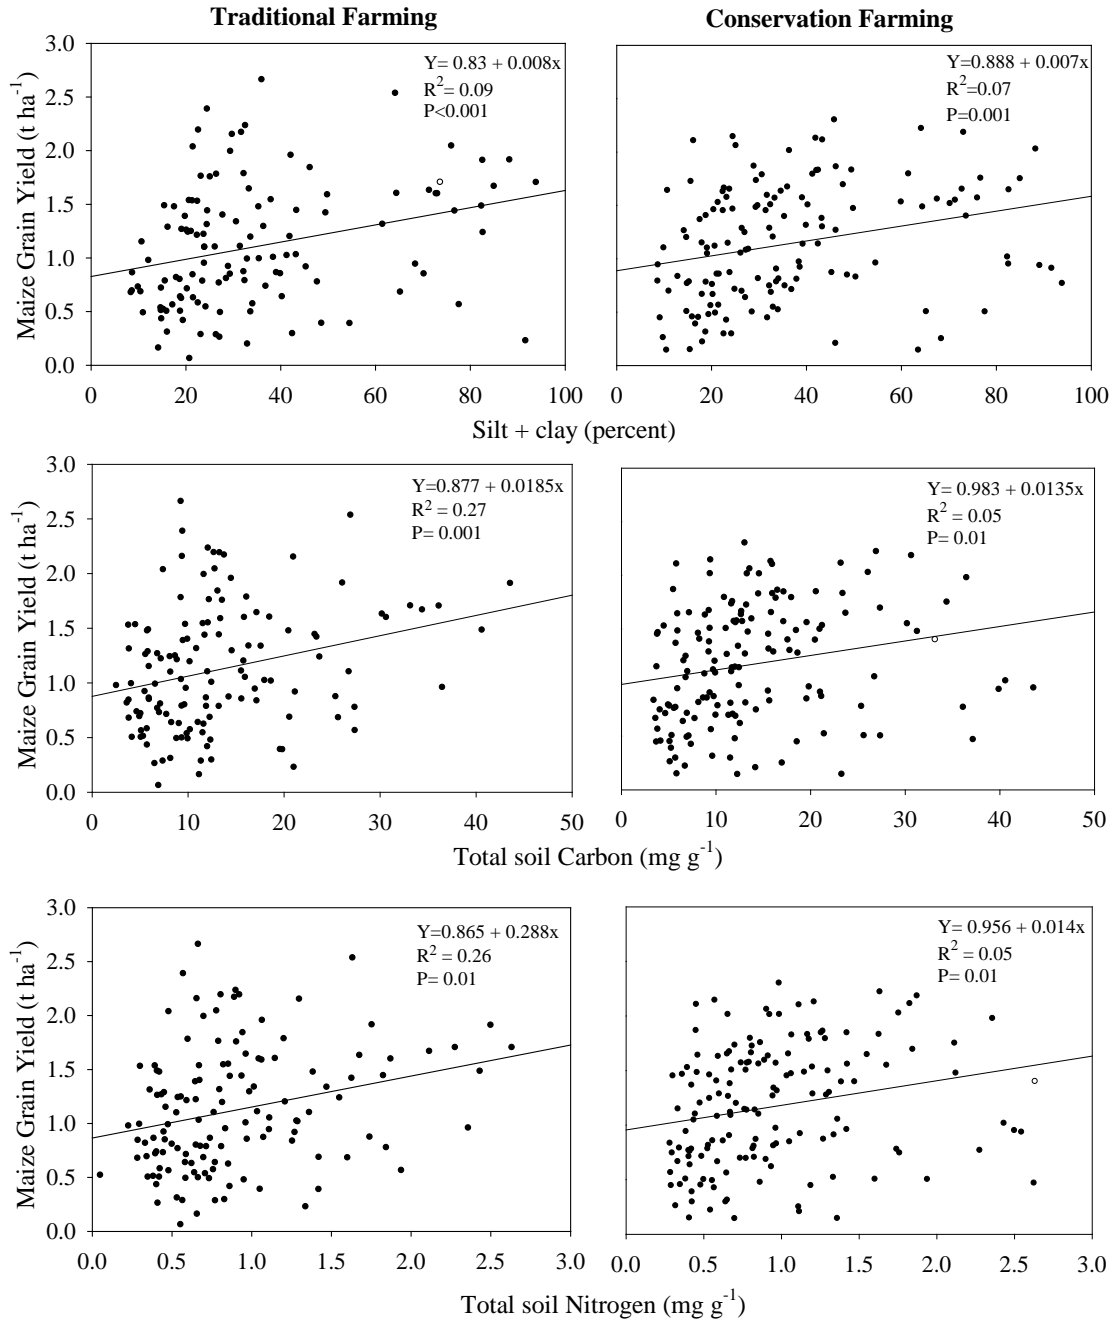 Traditional Farming
Conservation Farming
Maize Grain Yield (t ha⁻¹)
3.0
2.5
2.0
1.5
1.0
0.5
0.0
Y= 0.83 + 0.008x
R²= 0.09
P<0.001
0 20 40 60 80 100
Y=0.888 + 0.007x
R²=0.07
P=0.001
0 20 40 60 80 100
Silt + clay (percent)
Maize Grain Yield (t ha⁻¹)
3.0
2.5
2.0
1.5
1.0
0.5
0.0
Y=0.877 + 0.0185x
R² = 0.27
P= 0.001
0 10 20 30 40 50
Y= 0.983 + 0.0135x
R² = 0.05
P= 0.01
0 10 20 30 40 50
Total soil Carbon (mg g⁻¹)
Maize Grain Yield (t ha⁻¹)
3.0
2.5
2.0
1.5
1.0
0.5
0.0
Y=0.865 + 0.288x
R² = 0.26
P= 0.01
0.0 0.5 1.0 1.5 2.0 2.5 3.0
Y= 0.956 + 0.014x
R² = 0.05
P= 0.01
0.0 0.5 1.0 1.5 2.0 2.5 3.0
Total soil Nitrogen (mg g⁻¹)